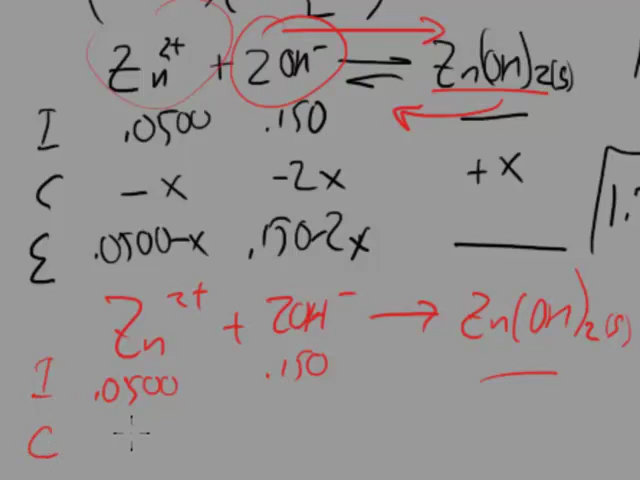 Zn²⁺ + 2OH⁻ ⇌ Zn(OH)₂(s)
I .0500 .150 —
C -x -2x +x
E .0500-x .150-2x —
Zn²⁺ + 2OH⁻ → Zn(OH)₂(s)
I .0500 .150 —
C